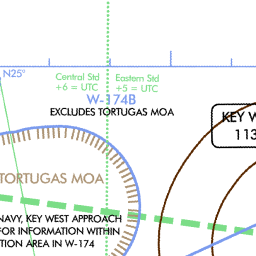 N25°
Central Std
+6 = UTC
Eastern Std
+5 = UTC
W-174B
EXCLUDES TORTUGAS MOA
KEY W
113
TORTUGAS MOA
NAVY, KEY WEST APPROACH
FOR INFORMATION WITHIN
TION AREA IN W-174